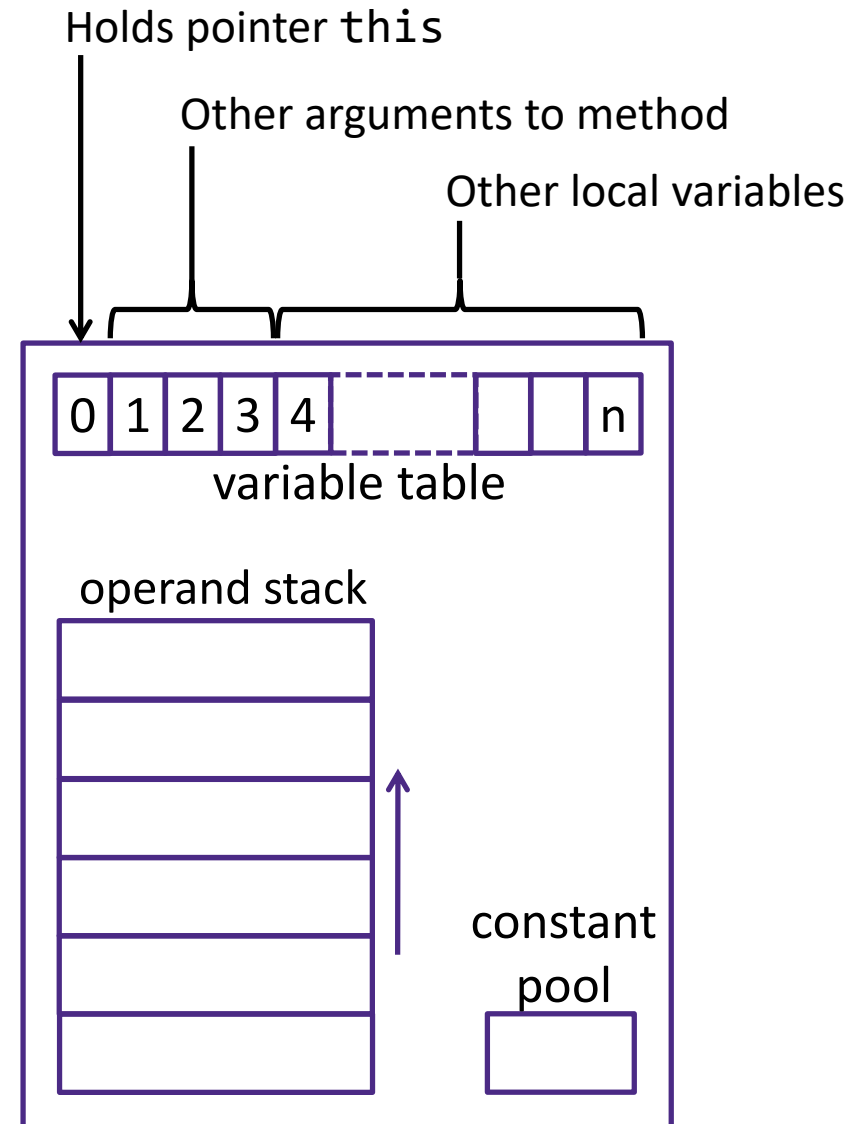 Holds pointer this
Other arguments to method
Other local variables
0 1 2 3 4 n
variable table
operand stack
constant
pool